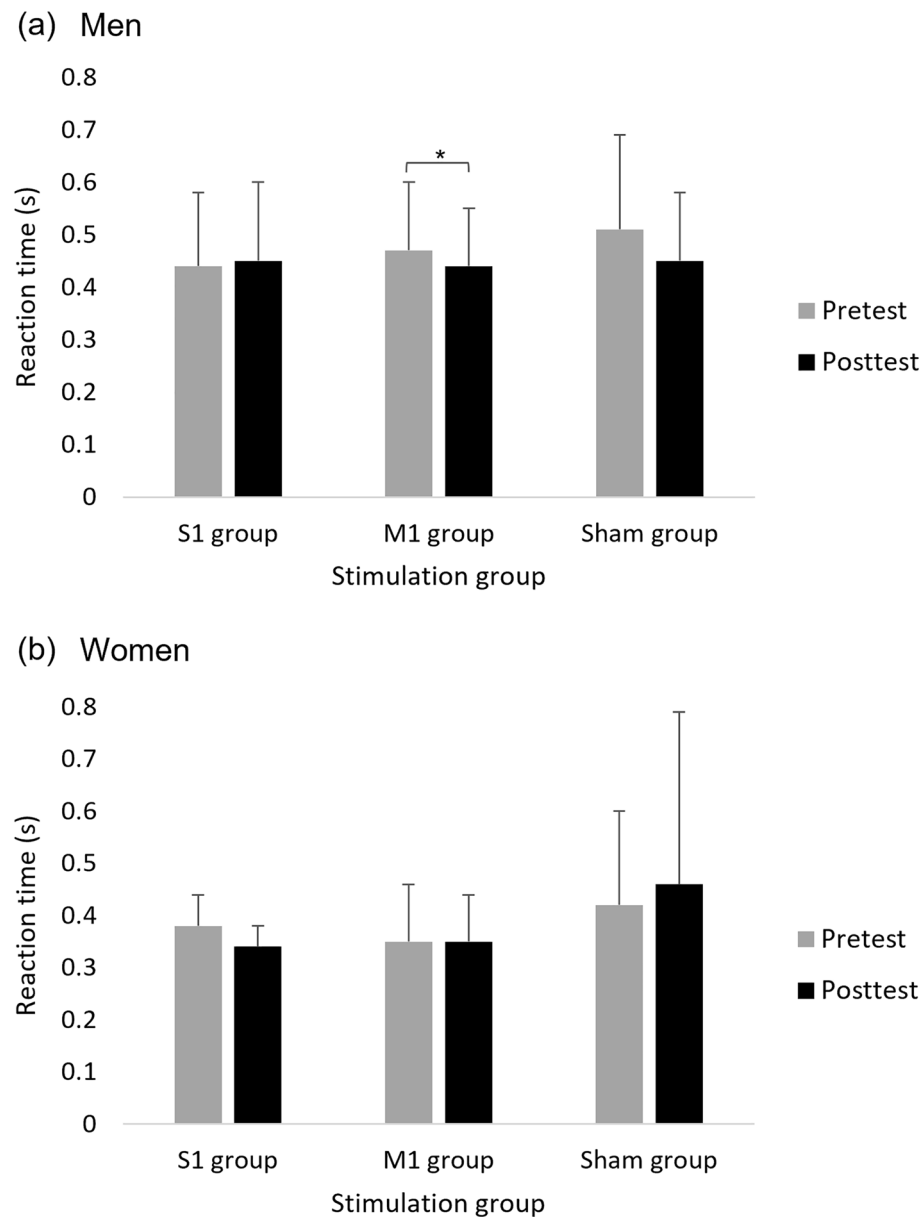 (a) Men
0.8
0.7
0.6
0.5
0.4
0.3
0.2
0.1
0
Reaction time (s)
*
S1 group M1 group Sham group
Stimulation group
Pretest
Posttest
(b) Women
0.8
0.7
0.6
0.5
0.4
0.3
0.2
0.1
0
Reaction time (s)
S1 group M1 group Sham group
Stimulation group
Pretest
Posttest